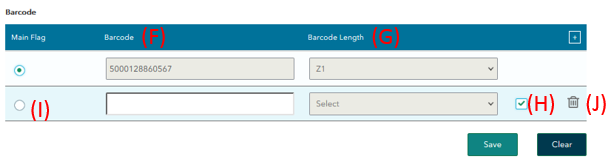 Barcode
Main Flag Barcode (F) Barcode Length (G) +
5000128860567 Z1
(I) Select (H) (J)
Save Clear